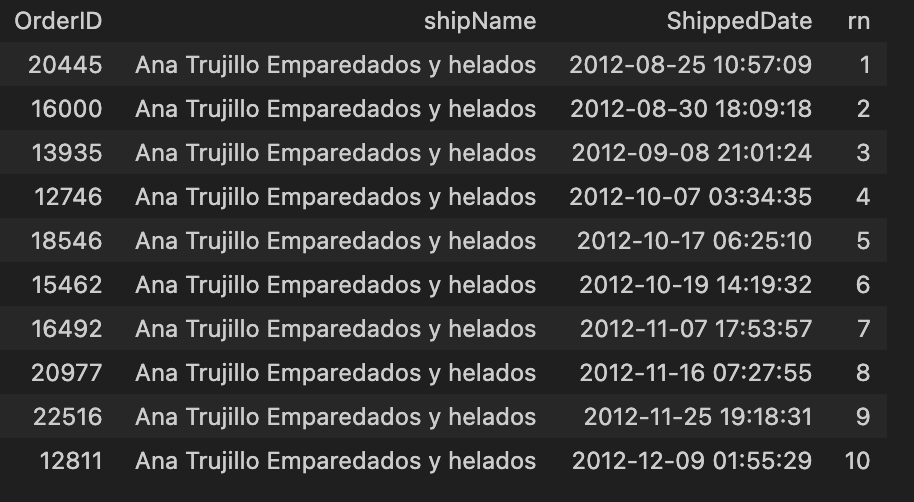 OrderID shipName ShippedDate rn
20445 Ana Trujillo Emparedados y helados 2012-08-25 10:57:09 1
16000 Ana Trujillo Emparedados y helados 2012-08-30 18:09:18 2
13935 Ana Trujillo Emparedados y helados 2012-09-08 21:01:24 3
12746 Ana Trujillo Emparedados y helados 2012-10-07 03:34:35 4
18546 Ana Trujillo Emparedados y helados 2012-10-17 06:25:10 5
15462 Ana Trujillo Emparedados y helados 2012-10-19 14:19:32 6
16492 Ana Trujillo Emparedados y helados 2012-11-07 17:53:57 7
20977 Ana Trujillo Emparedados y helados 2012-11-16 07:27:55 8
22516 Ana Trujillo Emparedados y helados 2012-11-25 19:18:31 9
12811 Ana Trujillo Emparedados y helados 2012-12-09 01:55:29 10